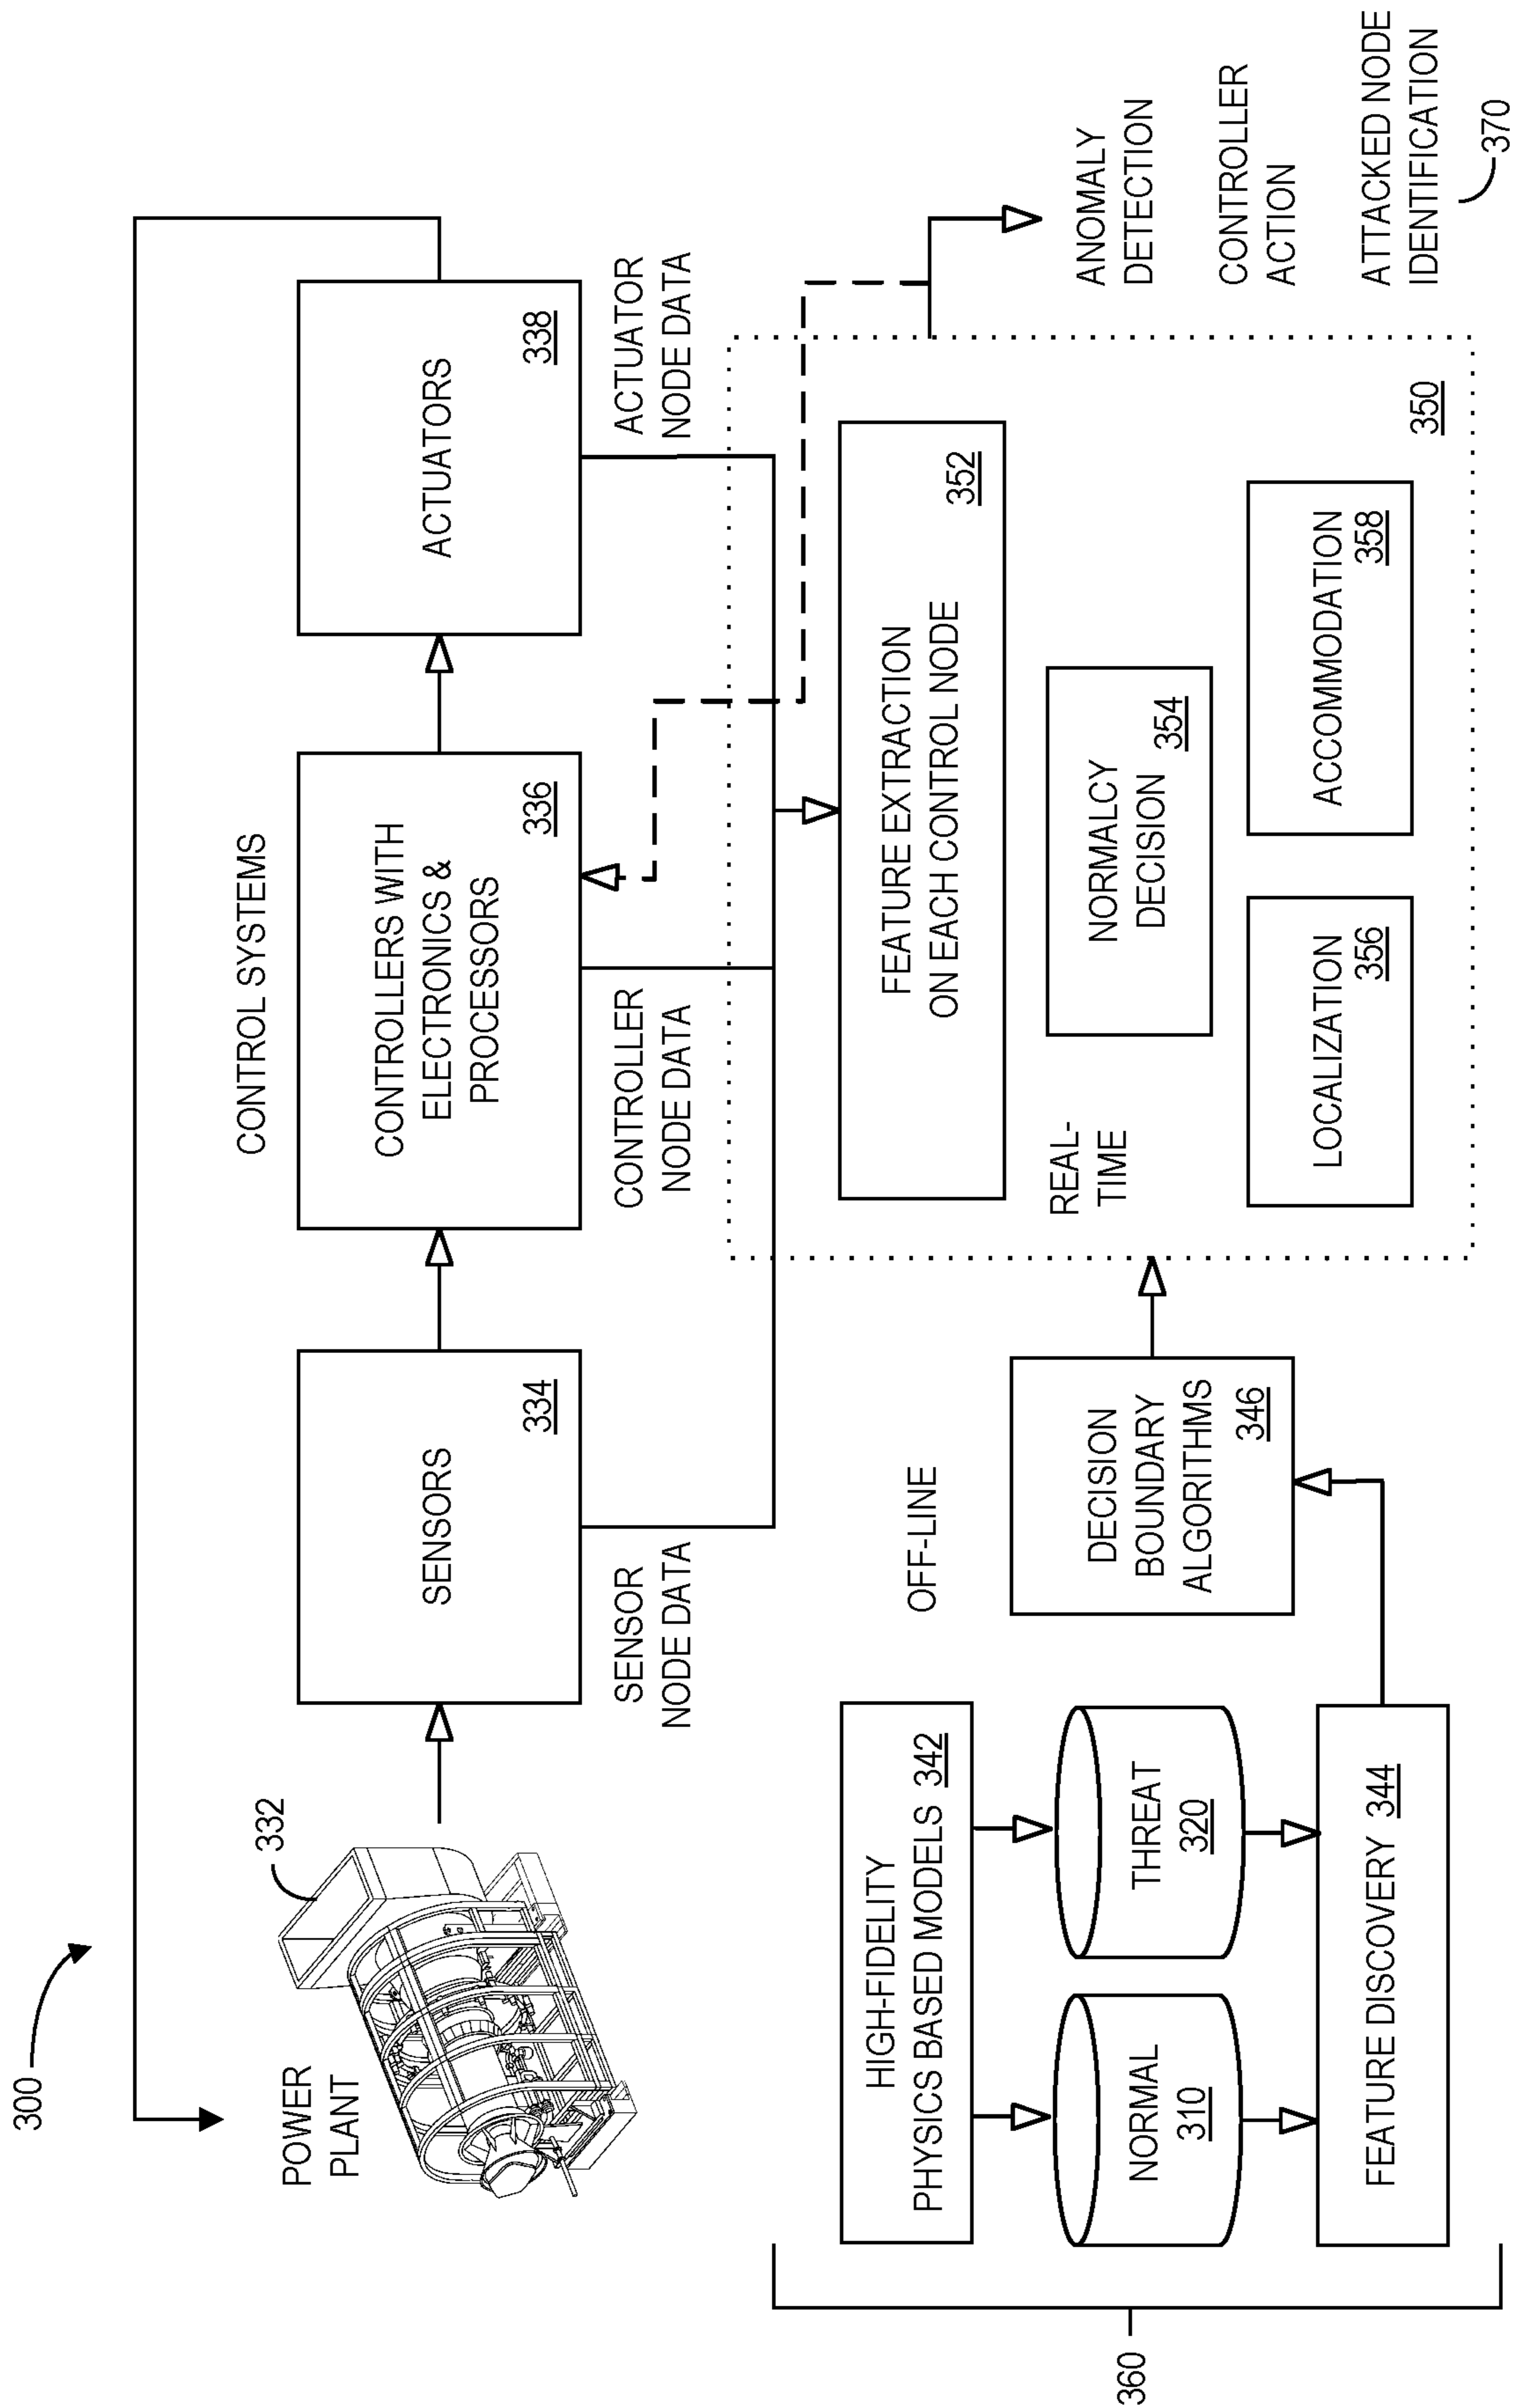 300
POWER
PLANT
332
CONTROL SYSTEMS
SENSORS
334
CONTROLLERS WITH
ELECTRONICS &
PROCESSORS
336
ACTUATORS
338
SENSOR
NODE DATA
CONTROLLER
NODE DATA
ACTUATOR
NODE DATA
HIGH-FIDELITY
PHYSICS BASED MODELS 342
NORMAL
310
THREAT
320
FEATURE DISCOVERY 344
360
OFF-LINE
DECISION
BOUNDARY
ALGORITHMS
346
REAL-
TIME
FEATURE EXTRACTION
ON EACH CONTROL NODE
352
NORMALCY
DECISION
354
LOCALIZATION
356
ACCOMMODATION
358
350
ANOMALY
DETECTION
CONTROLLER
ACTION
ATTACKED NODE
IDENTIFICATION
370